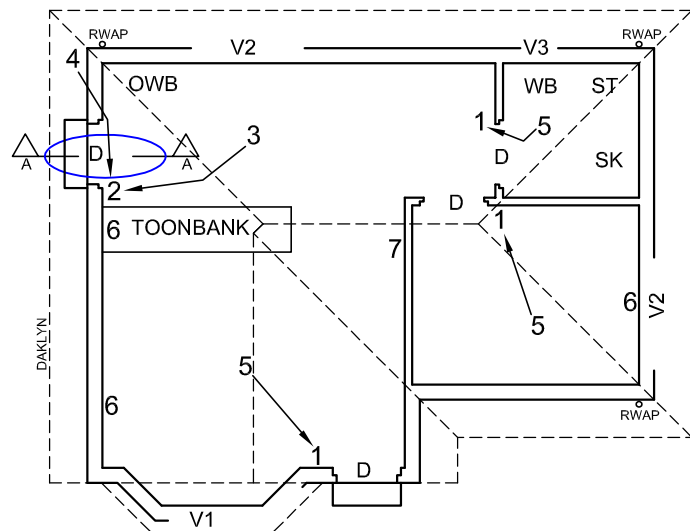 RWAP V2 V3 RWAP
4 OWB WB ST
1 5
3
A D A D SK
2
6 TOONBANK D 1
7
6 V2
5
DAKLYN
5
6 RWAP
1 D
V1